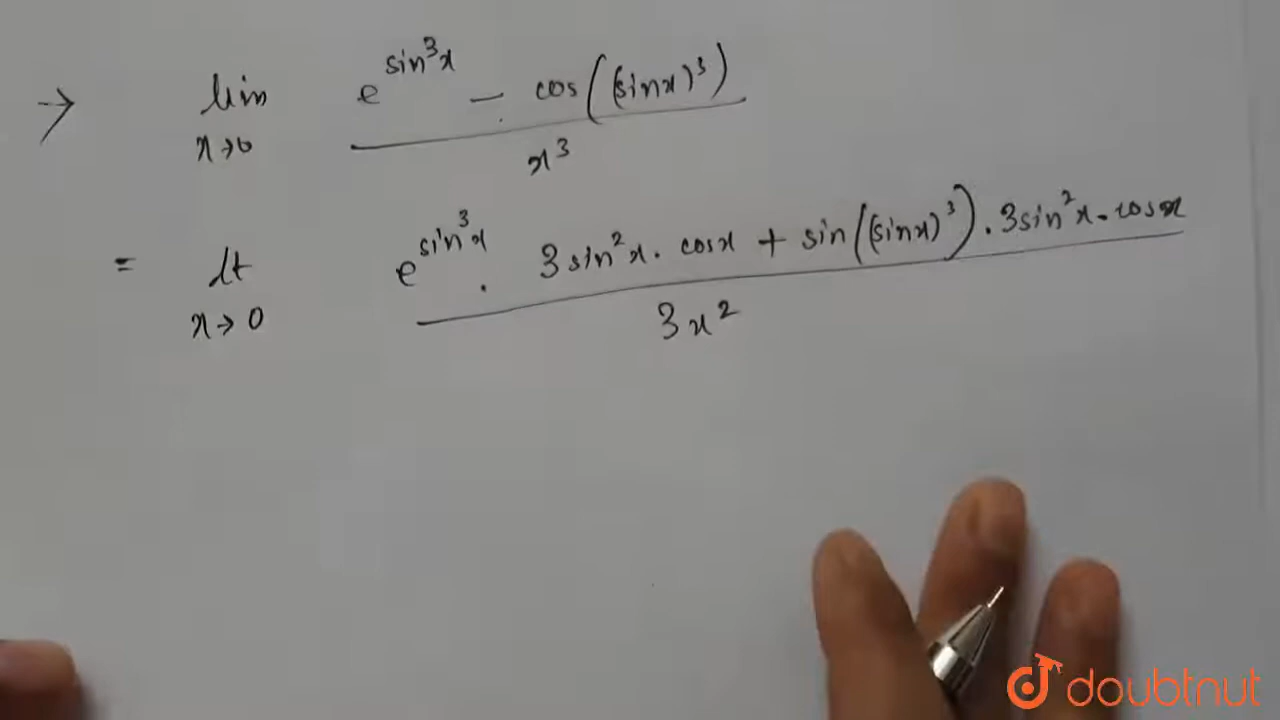 → lim x→0 (e^{sin³x} - cos((sinx)³)) / x³
= lt x→0 (e^{sin³x} . 3sin²x . cosx + sin((sinx)³) . 3sin²x . cosx) / 3x²
doubtnut